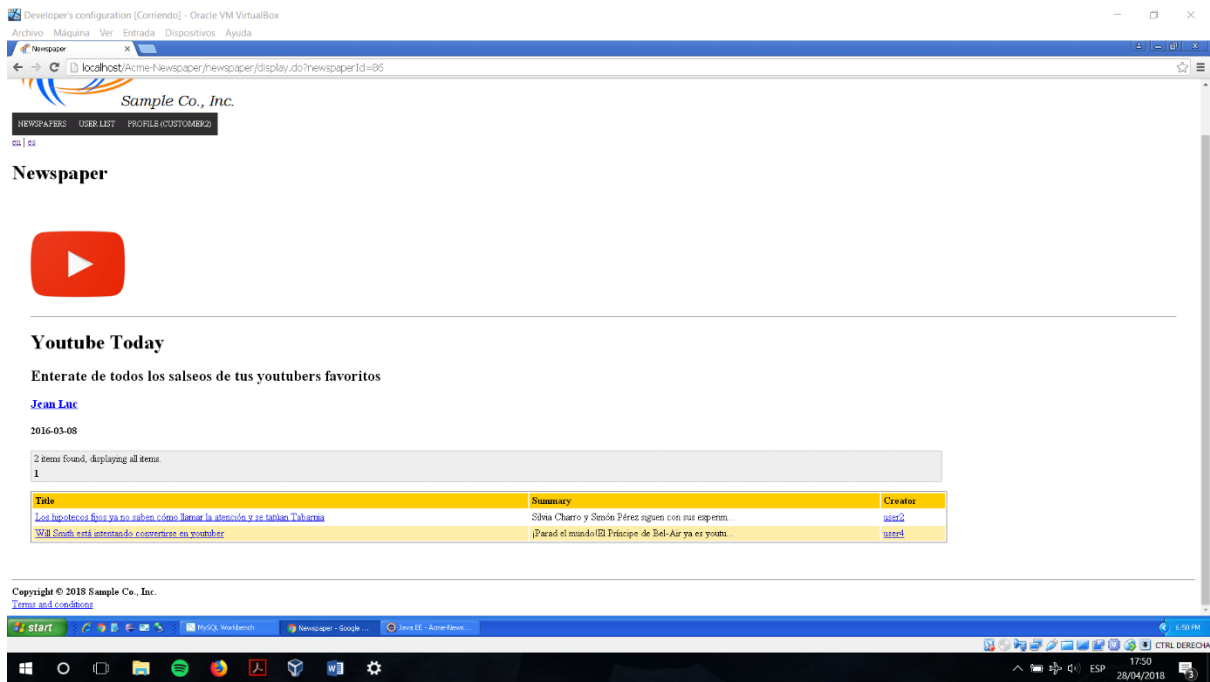 Developer's configuration [Corriendo] - Oracle VM VirtualBox
Archivo Máquina Ver Entrada Dispositivos Ayuda
Newspaper
localhost/Acme-Newspaper/newspaper/display.do?newspaperId=86
Sample Co., Inc.
NEWSPAPERS USER LIST PROFILE (CUSTOMER2)
en | es
Newspaper
Youtube Today
Enterate de todos los salseos de tus youtubers favoritos
Jean Luc
2016-03-08
2 items found, displaying all items.
1
Title Summary Creator
Los hipotecos fijos ya no saben cómo llamar la atención y se tatúan Tabarnia Silvia Charro y Simón Pérez siguen con sus experim... user2
Will Smith está intentando convertirse en youtuber ¡Parad el mundo!El Príncipe de Bel-Air ya es youtu... user4
Copyright © 2018 Sample Co., Inc.
Terms and conditions
start MySQL Workbench Newspaper - Google ... Java EE - Acme-News... 6:50 PM
CTRL DERECHA
ESP 17:50
28/04/2018